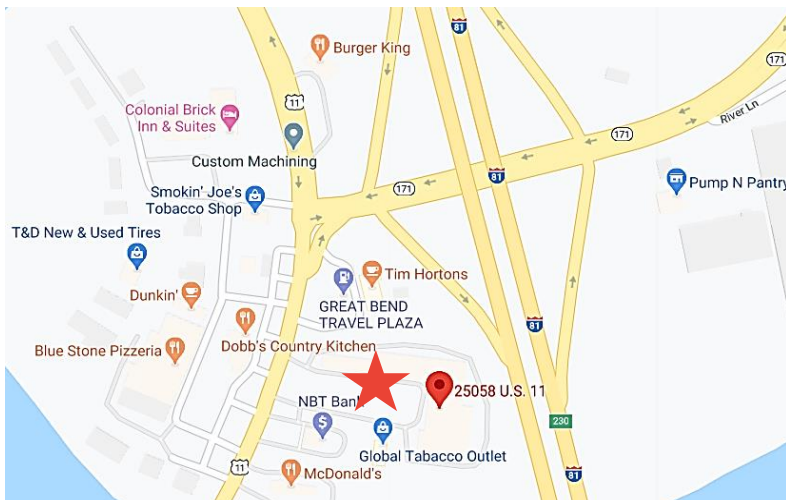 81
Burger King
171
11
Colonial Brick
Inn & Suites
River Ln
171
Custom Machining
81
171
Pump N Pantry
Smokin' Joe's
Tobacco Shop
T&D New & Used Tires
Tim Hortons
Dunkin'
GREAT BEND
TRAVEL PLAZA
81
Dobb's Country Kitchen
Blue Stone Pizzeria
25058 U.S. 11
NBT Ban
$
230
Global Tabacco Outlet
11
McDonald's
81